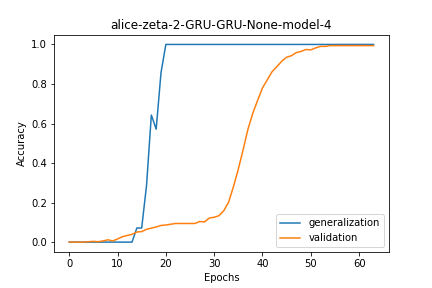 alice-zeta-2-GRU-GRU-None-model-4
1.0
0.8
0.6
0.4
0.2
0.0
Accuracy
0 10 20 30 40 50 60
Epochs
generalization
validation